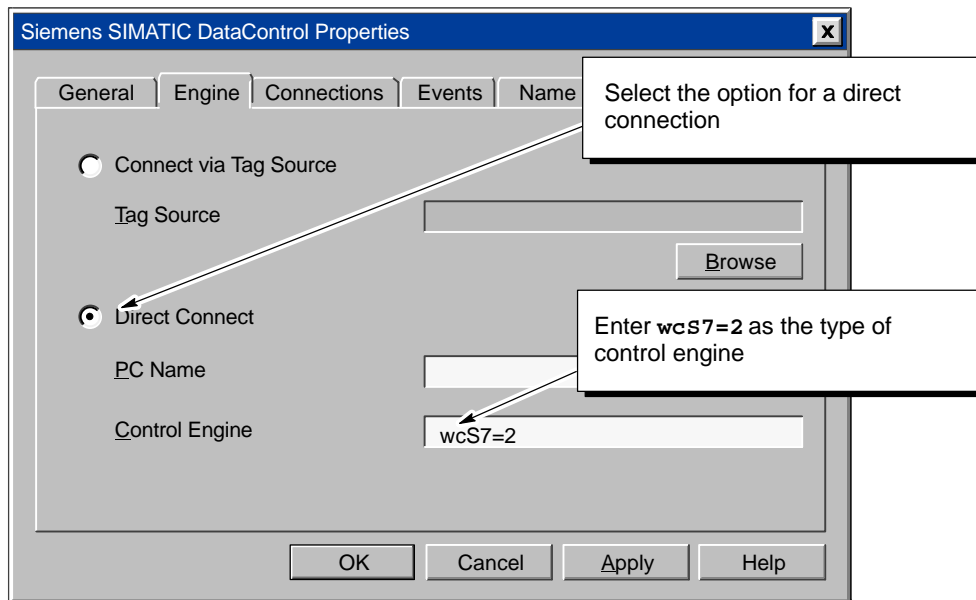 Siemens SIMATIC DataControl Properties
General
Engine
Connections
Events
Name
Select the option for a direct
connection
Connect via Tag Source
Tag Source
Browse
Direct Connect
Enter wcS7=2 as the type of
control engine
PC Name
Control Engine
wcS7=2
OK
Cancel
Apply
Help